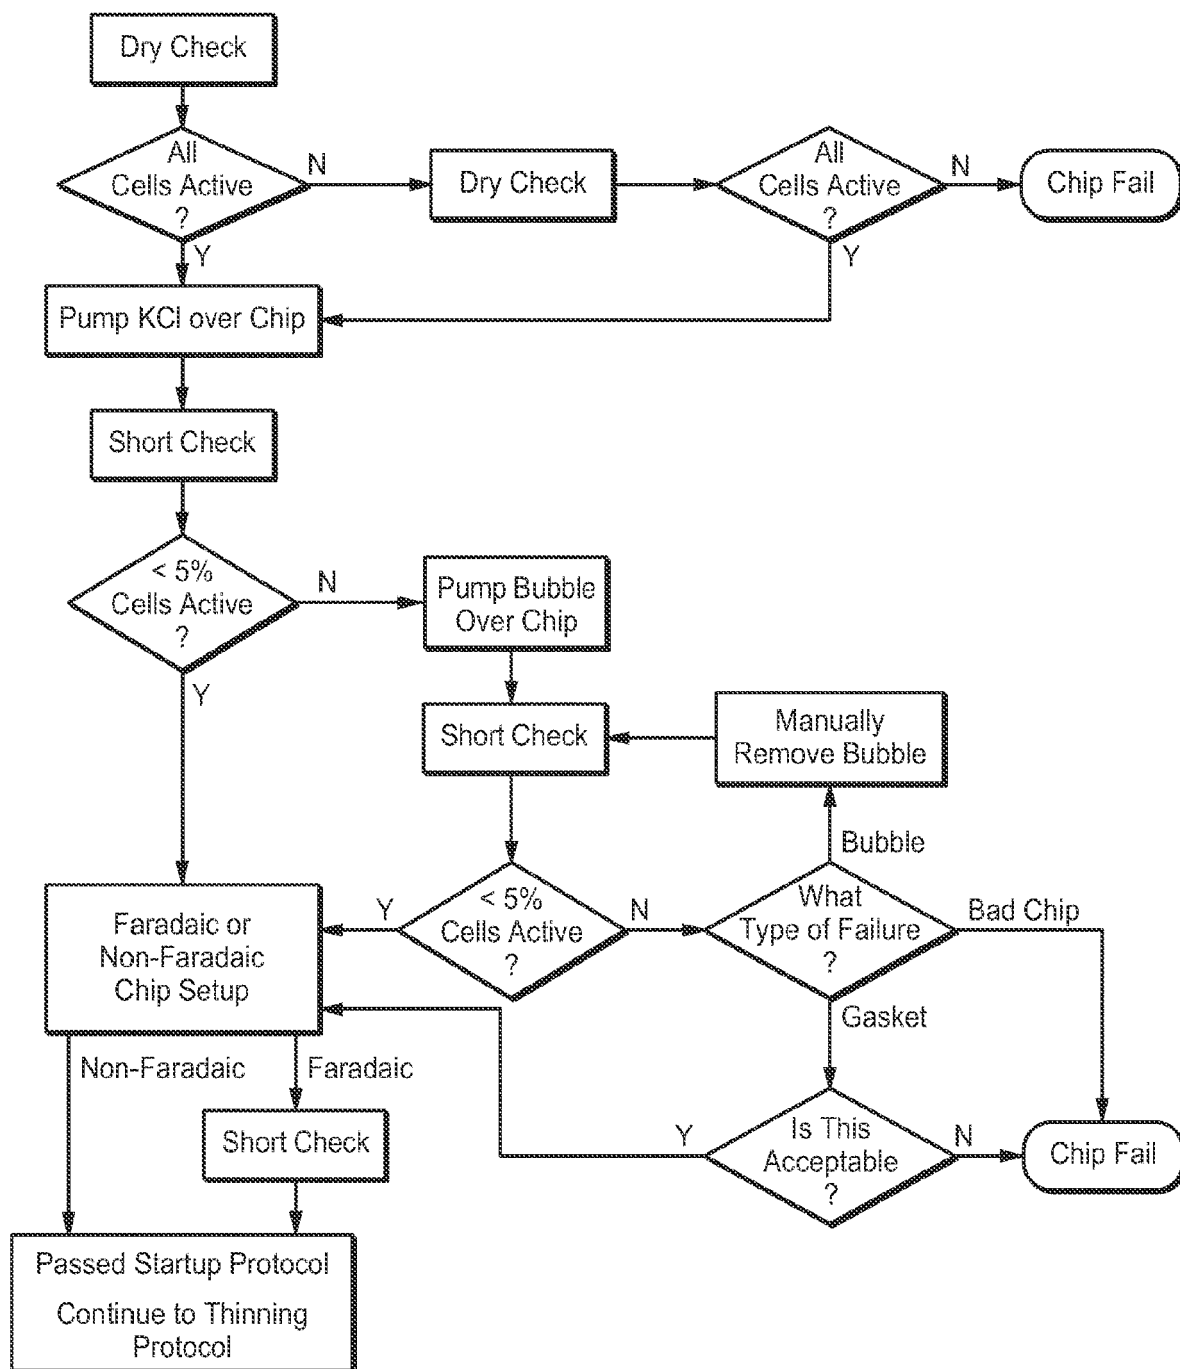 Dry Check
All
Cells Active
?
N
Dry Check
All
Cells Active
?
N
Chip Fail
Y
Y
Pump KCl over Chip
Short Check
< 5%
Cells Active
?
N
Pump Bubble
Over Chip
Y
Short Check
Manually
Remove Bubble
Bubble
Faradaic or
Non-Faradaic
Chip Setup
Y
< 5%
Cells Active
?
N
What
Type of Failure
?
Bad Chip
Gasket
Non-Faradaic
Faradaic
Short Check
Y
Is This
Acceptable
?
N
Chip Fail
Passed Startup Protocol
Continue to Thinning
Protocol